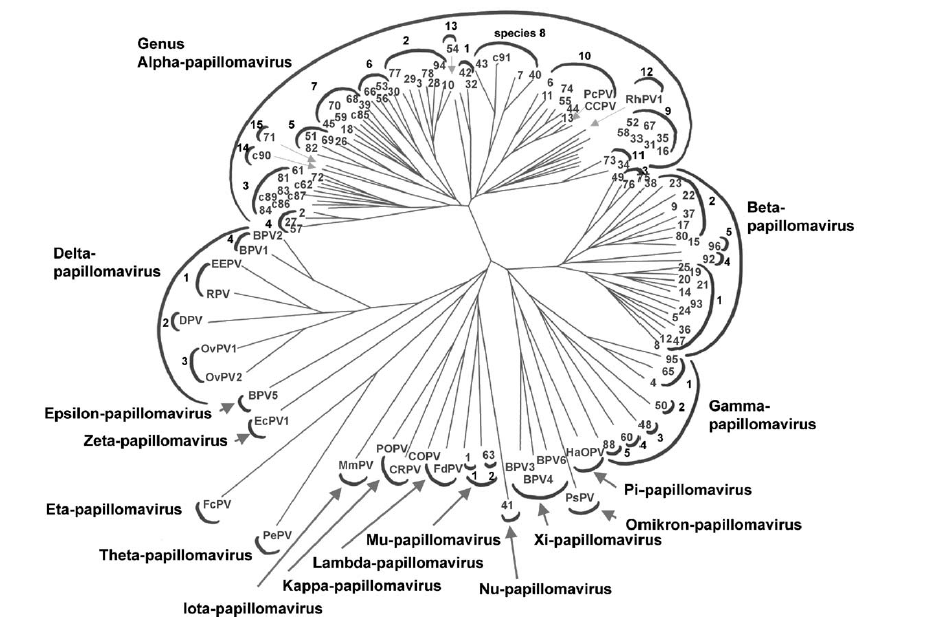 Genus
Alpha-papillomavirus
13
54
2
1
species 8
94
42
43
c91
7
40
10
6
74
11
55
44
13
PcPV
CCPV
12
RhPV1
9
52
67
58
33
31
35
16
11
73
34
6
53
66
56
30
77
29
3
78
28
10
32
7
70
68
39
59
c85
45
18
5
51
69
26
82
15
71
14
c90
3
61
81
72
83
c62
c89
c87
c86
84
4
2
27
57
Delta-
papillomavirus
4
BPV2
BPV1
1
EEPV
RPV
2
DPV
3
OvPV1
OvPV2
Beta-
papillomavirus
3
49
76
75
38
23
2
22
9
37
17
80
15
5
96
92
4
25
19
20
21
14
93
24
5
1
36
12
47
8
Gamma-
papillomavirus
95
65
4
1
50
2
48
3
60
4
88
5
Epsilon-papillomavirus
BPV5
Zeta-papillomavirus
EcPV1
Eta-papillomavirus
FcPV
Theta-papillomavirus
PePV
Iota-papillomavirus
MmPV
Kappa-papillomavirus
POPV
CRPV
Lambda-papillomavirus
COPV
FdPV
Mu-papillomavirus
1
63
1
2
Nu-papillomavirus
41
Xi-papillomavirus
BPV3
BPV6
BPV4
Omikron-papillomavirus
PsPV
Pi-papillomavirus
HaOPV